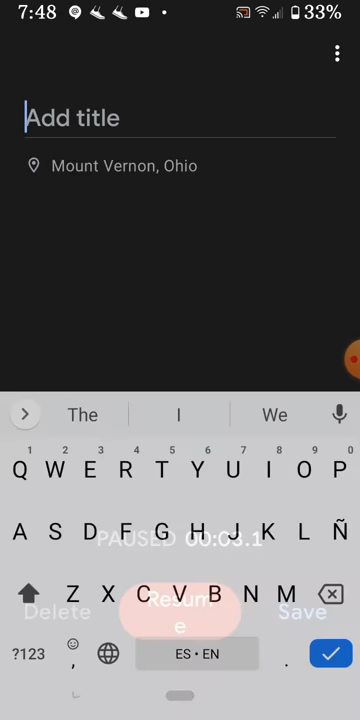 7:48 33%
Add title
Mount Vernon, Ohio
The I We
1 2 3 4 5 6 7 8 9 0
Q W E R T Y U I O P
A S D F G H J K L Ñ
PAUSED 00:03.1
Z X C V B N M
Delete Resum Save
e
?123 , ES • EN .